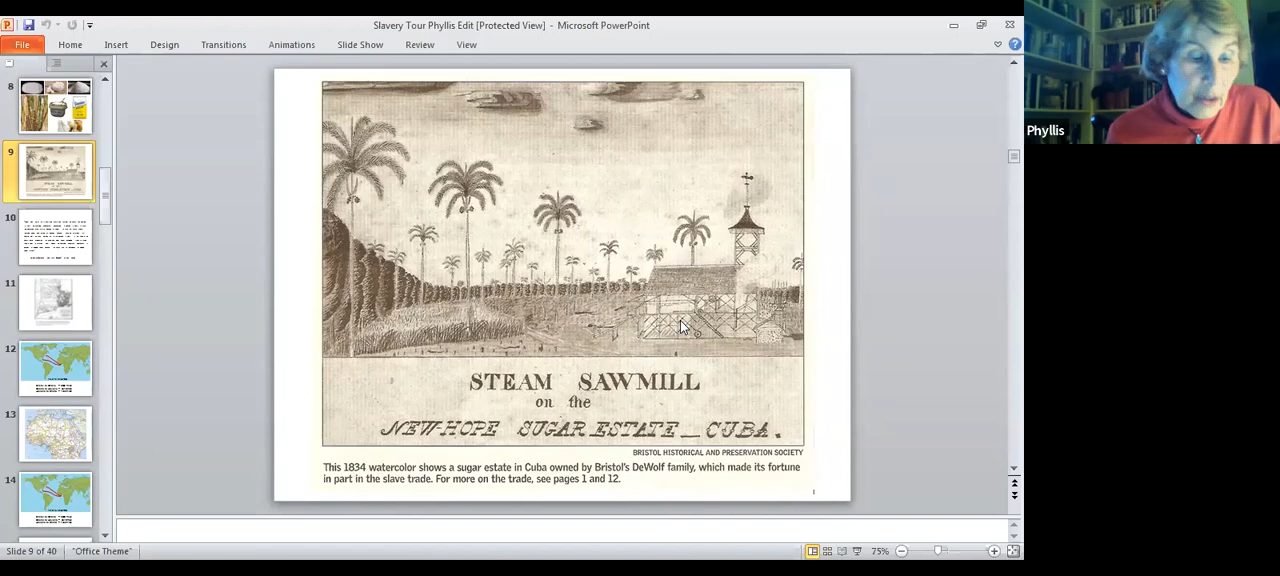 Slavery Tour Phyllis Edit [Protected View] - Microsoft PowerPoint
File Home Insert Design Transitions Animations Slide Show Review View
8
9
10
11
12
13
14
STEAM SAWMILL
on the
NEW-HOPE SUGAR ESTATE — CUBA.
BRISTOL HISTORICAL AND PRESERVATION SOCIETY
This 1834 watercolor shows a sugar estate in Cuba owned by Bristol's DeWolf family, which made its fortune
in part in the slave trade. For more on the trade, see pages 1 and 12.
1
Slide 9 of 40 "Office Theme" 75%
Phyllis